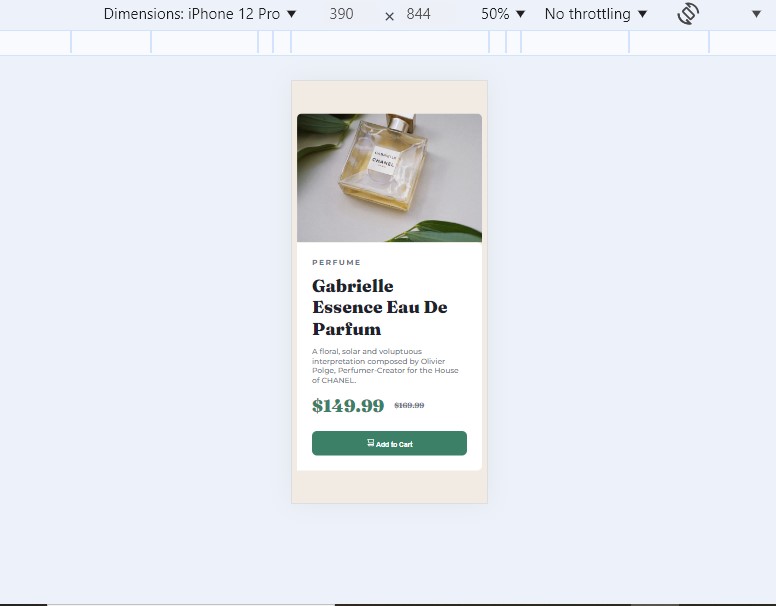 Dimensions: iPhone 12 Pro ▼ 390 × 844 50% ▼ No throttling ▼
GABRIELLE
CHANEL
PERFUME
Gabrielle
Essence Eau De
Parfum
A floral, solar and voluptuous
interpretation composed by Olivier
Polge, Perfumer-Creator for the House
of CHANEL.
$149.99 $169.99
Add to Cart